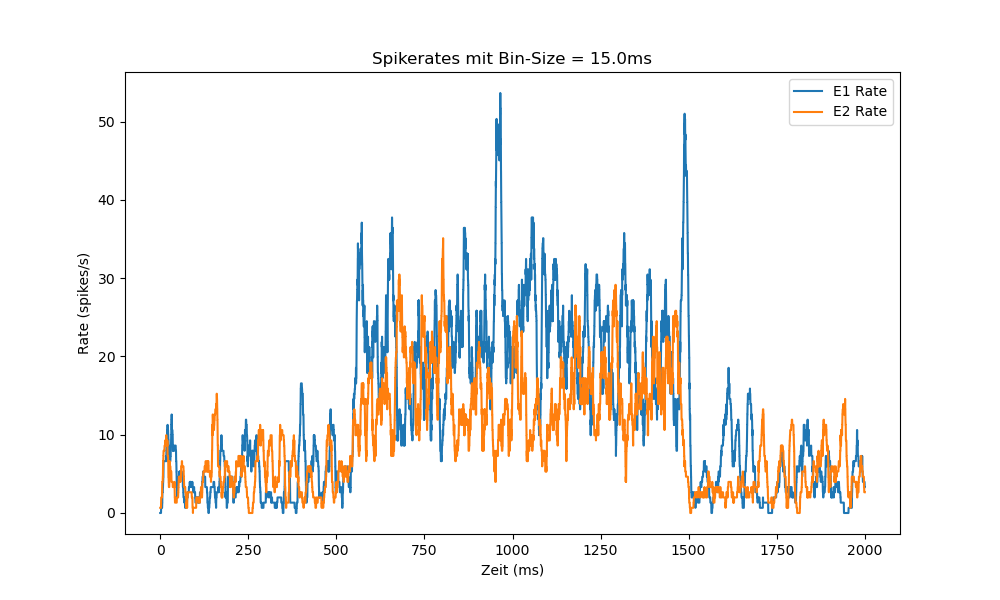 Spikerates mit Bin-Size = 15.0ms
E1 Rate
E2 Rate
Rate (spikes/s)
50
40
30
20
10
0
0 250 500 750 1000 1250 1500 1750 2000
Zeit (ms)